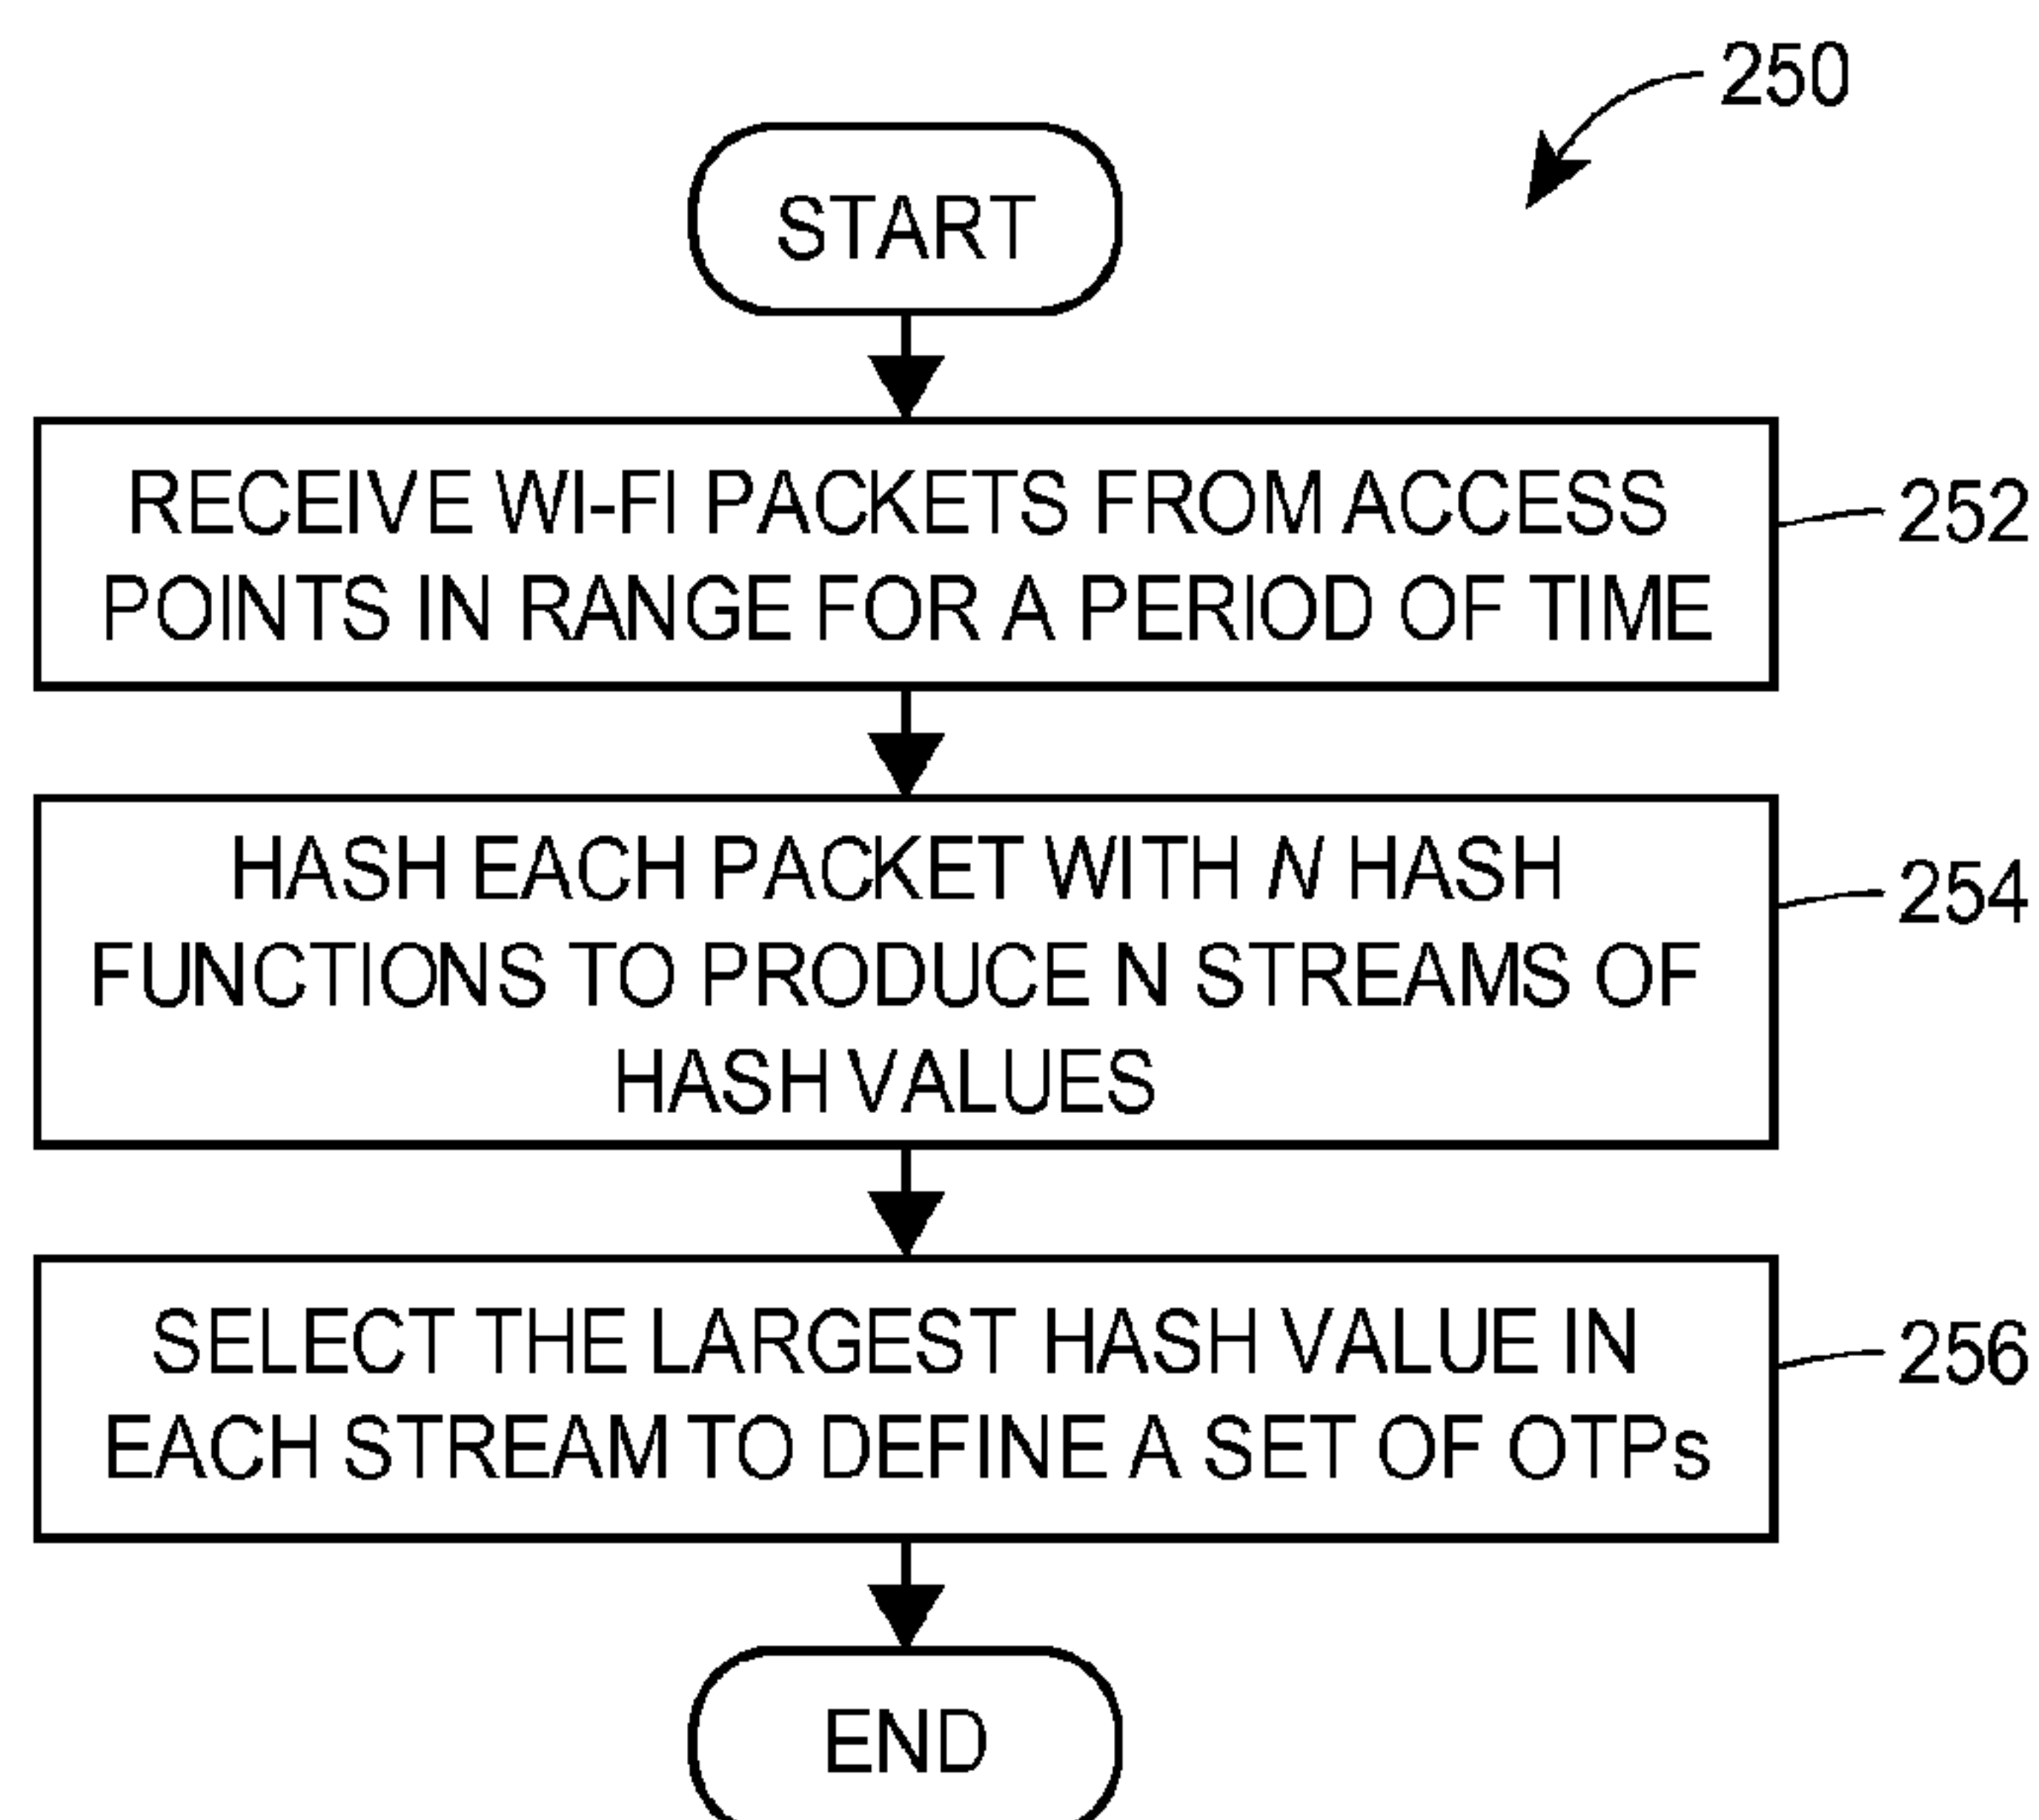 250
START
RECEIVE WI-FI PACKETS FROM ACCESS
POINTS IN RANGE FOR A PERIOD OF TIME
252
HASH EACH PACKET WITH N HASH
FUNCTIONS TO PRODUCE N STREAMS OF
HASH VALUES
254
SELECT THE LARGEST HASH VALUE IN
EACH STREAM TO DEFINE A SET OF OTPs
256
END